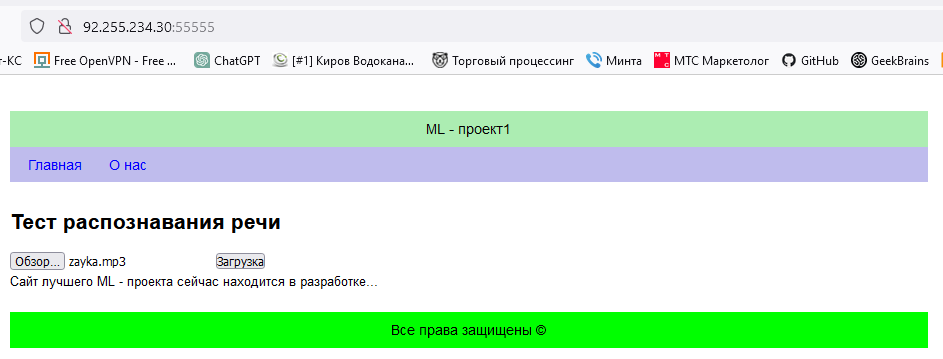 92.255.234.30:55555
т-КС Free OpenVPN - Free ... ChatGPT [#1] Киров Водокана... Торговый процессинг Минта МТС Маркетолог GitHub GeekBrains
ML - проект1
Главная О нас
Тест распознавания речи
Обзор... zayka.mp3 Загрузка
Сайт лучшего ML - проекта сейчас находится в разработке...
Все права защищены ©